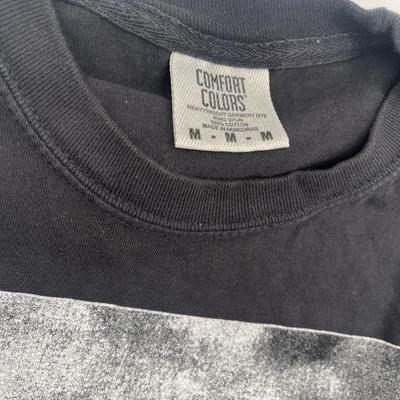 COMFORT
COLORS
HEAVYWEIGHT GARMENT DYE
RING SPUN
100% COTTON
MADE IN HONDURAS
M - M - M